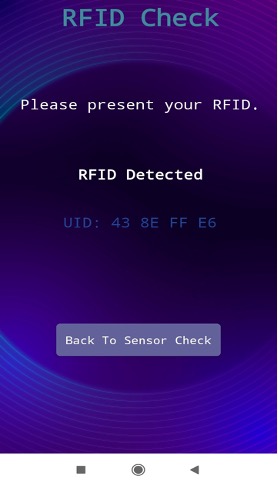 RFID Check
Please present your RFID.
RFID Detected
UID: 43 8E FF E6
Back To Sensor Check